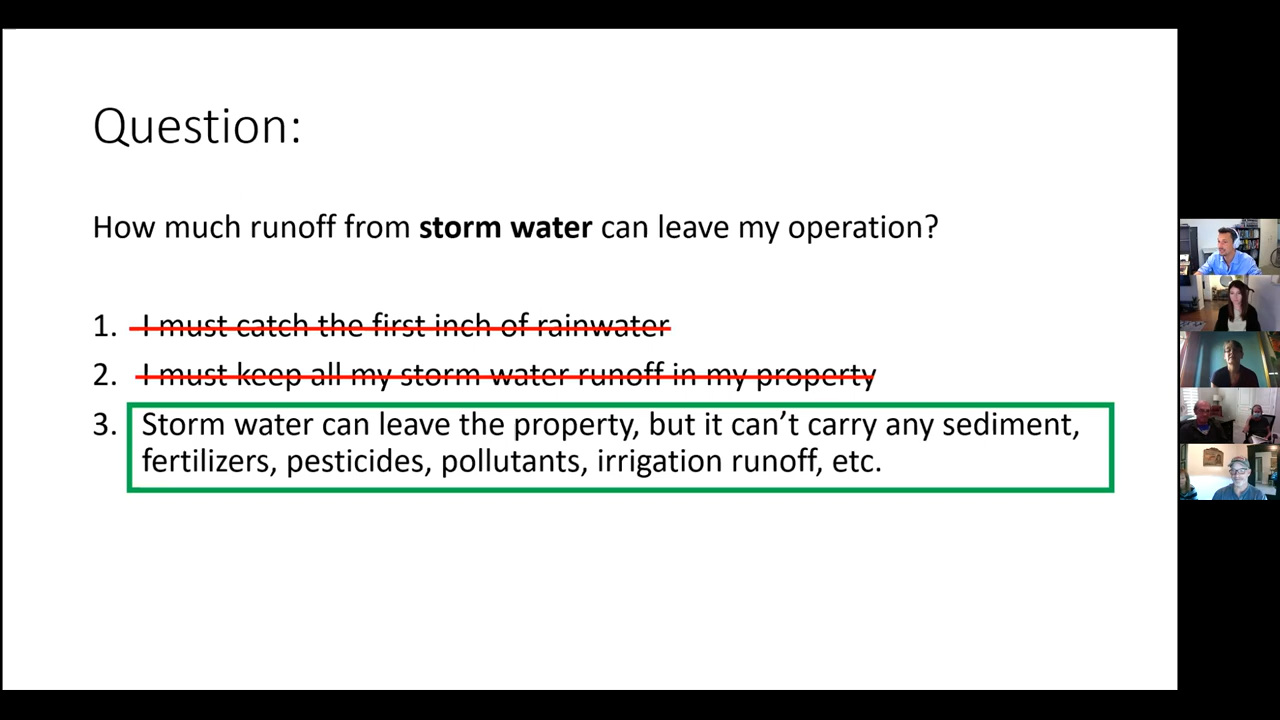 Question:
How much runoff from storm water can leave my operation?
1. I must catch the first inch of rainwater
2. I must keep all my storm water runoff in my property
3. Storm water can leave the property, but it can’t carry any sediment,
fertilizers, pesticides, pollutants, irrigation runoff, etc.